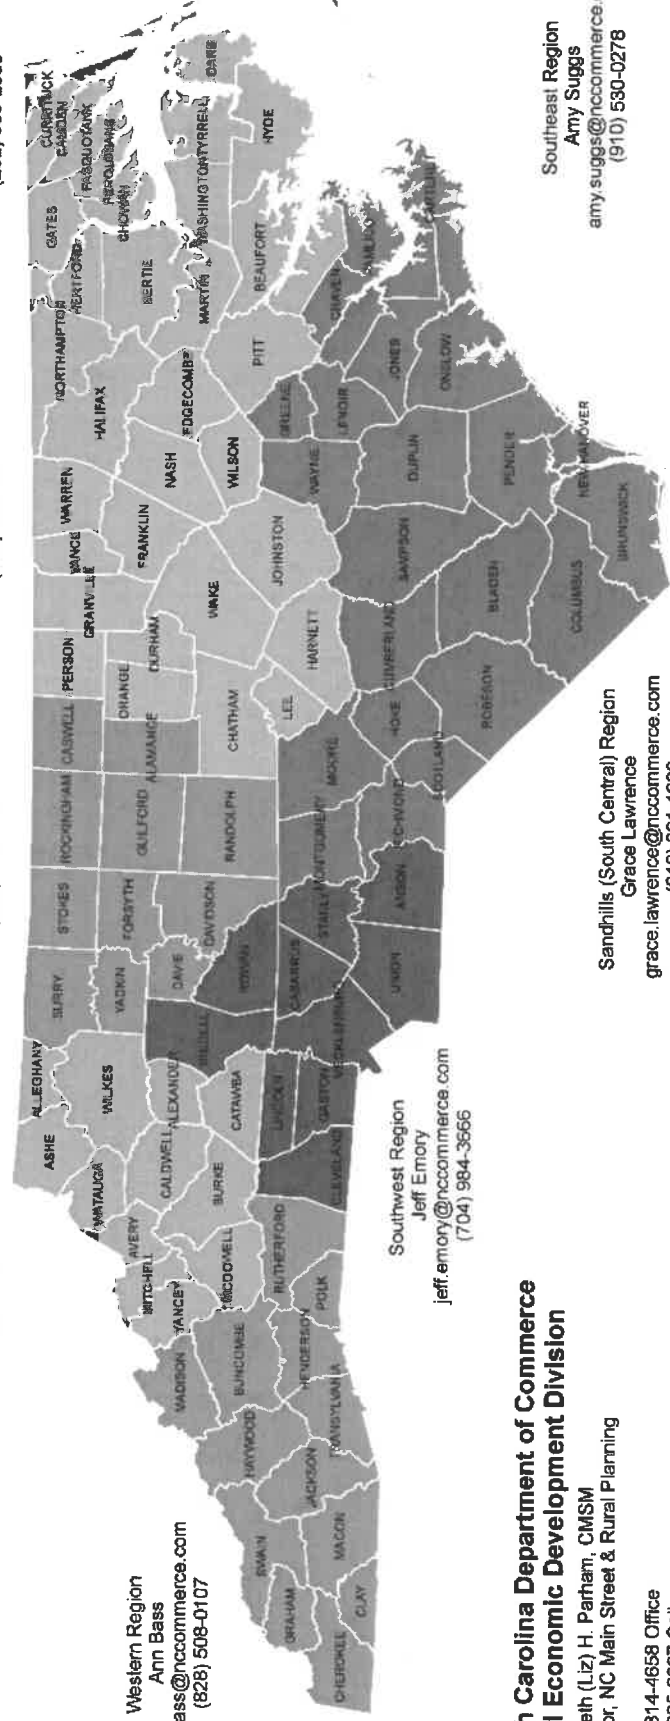 CURRITUCK
CAMDEN
PASQUOTANK
PERQUIMANS
CHOWAN
GATES
HERTFORD
BERTIE
NORTHAMPTON
HALIFAX
WARREN
VANCE
GRANVILLE
PERSON
CASWELL
ROCKINGHAM
STOKES
SURRY
ALLEGHANY
ASHE
WATAUGA
WILKES
YADKIN
FORSYTH
GUILFORD
ALAMANCE
ORANGE
DURHAM
FRANKLIN
NASH
EDGECOMBE
MARTIN
WASHINGTON
TYRRELL
DARE
HYDE
BEAUFORT
PITT
WILSON
WAKE
JOHNSTON
CHATHAM
RANDOLPH
DAVIDSON
DAVIE
IREDELL
ALEXANDER
CALDWELL
AVERY
MITCHELL
YANCEY
MADISON
BUNCOMBE
MCDOWELL
BURKE
CATAWBA
ROWAN
LINCOLN
GASTON
CLEVELAND
RUTHERFORD
POLK
HENDERSON
TRANSYLVANIA
HAYWOOD
JACKSON
SWAIN
MACON
GRAHAM
CLAY
CHEROKEE
MECKLENBURG
CABARRUS
STANLY
UNION
ANSON
MONTGOMERY
RICHMOND
MOORE
SCOTLAND
HOKE
LEE
HARNETT
CUMBERLAND
ROBESON
BLADEN
COLUMBUS
BRUNSWICK
NEW HANOVER
PENDER
SAMPSON
DUPLIN
WAYNE
GREENE
LENOIR
JONES
ONSLOW
CRAVEN
CARTERET
Western Region
Ann Bass
ass@nccommerce.com
(828) 508-0107
Southwest Region
Jeff Emory
jeff.emory@nccommerce.com
(704) 984-3666
Sandhills (South Central) Region
Grace Lawrence
grace.lawrence@nccommerce.com
Southeast Region
Amy Suggs
amy.suggs@nccommerce.
(910) 530-0278
Carolina Department of Commerce
Economic Development Division
eth (Liz) H. Parham, CMSM
or, NC Main Street & Rural Planning
814-4658 Office